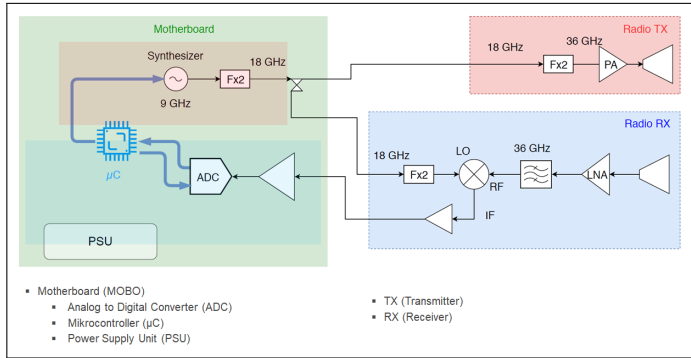 Motherboard
Radio TX
Synthesizer
18 GHz
Fx2
9 GHz
18 GHz
36 GHz
Fx2
PA
Radio RX
µC
ADC
18 GHz
LO
36 GHz
Fx2
RF
LNA
IF
PSU
Motherboard (MOBO)
Analog to Digital Converter (ADC)
Mikrocontroller (µC)
Power Supply Unit (PSU)
TX (Transmitter)
RX (Receiver)